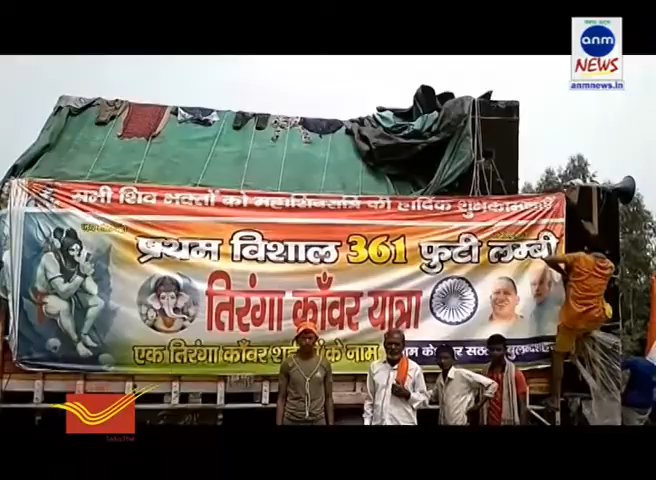 anm
NEWS
anmnews.in
सभी शिव भक्तों को महाशिवरात्रि की हार्दिक शुभकामनाएं
प्रथम विशाल 361 फुटी लम्बी
तिरंगा काँवर यात्रा
एक तिरंगा काँवर शहीदों के नाम